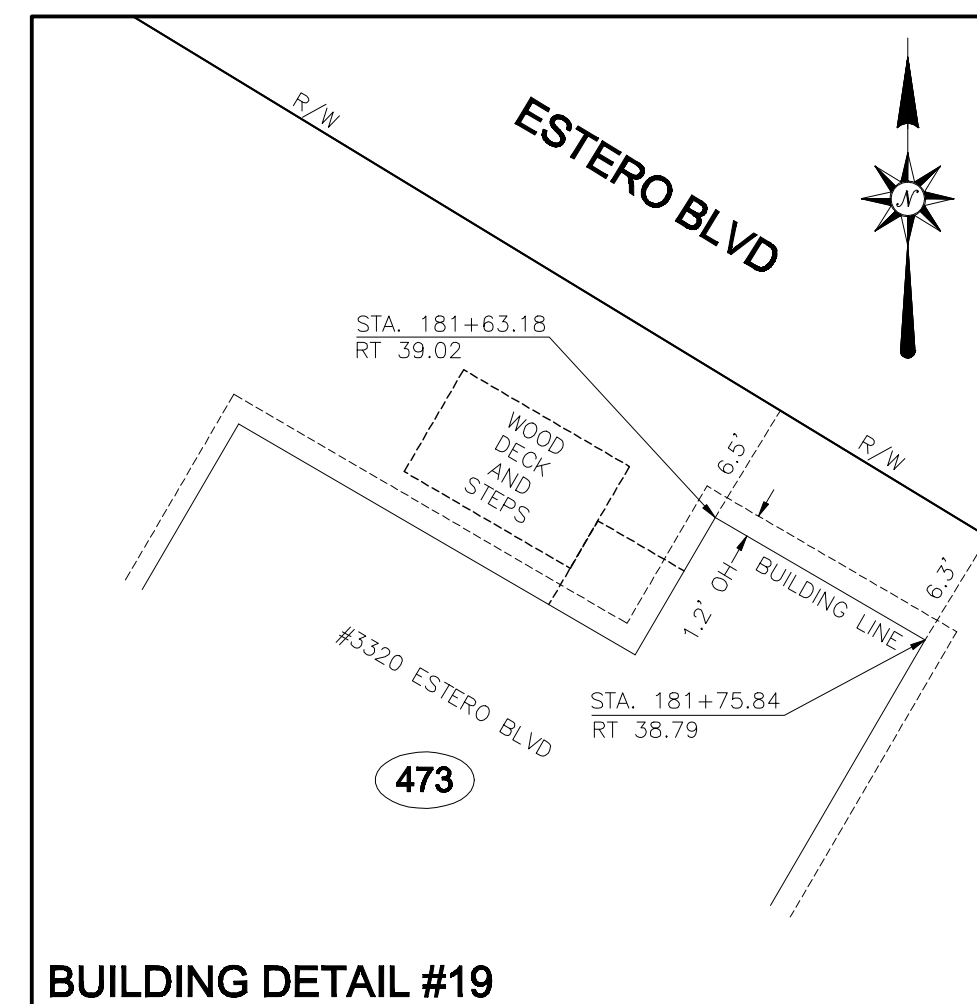 R/W
ESTERO BLVD
N
STA. 181+63.18
RT 39.02
WOOD
DECK
AND
STEPS
6.5'
R/W
6.3'
1.2' OH
BUILDING LINE
#3320 ESTERO BLVD
STA. 181+75.84
RT 38.79
473
BUILDING DETAIL #19